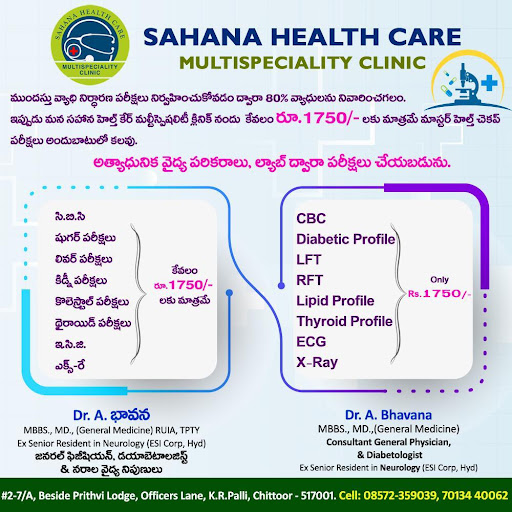 SAHANA HEALTH CARE
MULTISPECIALITY
CLINIC
SAHANA HEALTH CARE
MULTISPECIALITY CLINIC
ముందస్తు వ్యాధి నిర్ధారణ పరీక్షలు నిర్వహించుకోవడం ద్వారా 80% వ్యాధులను నివారించగలం.
ఇప్పుడు మన సహాన హెల్త్ కేర్ మల్టీస్పెషలిటీ క్లినిక్ నందు కేవలం రూ.1750/- లకు మాత్రమే మాస్టర్ హెల్త్ చెకప్
పరీక్షలు అందుబాటులో కలవు.
అత్యాధునిక వైద్య పరికరాలు, ల్యాబ్ ద్వారా పరీక్షలు చేయబడును.
సి.బి.సి
షుగర్ పరీక్షలు
లివర్ పరీక్షలు
కిడ్నీ పరీక్షలు
కొలెస్ట్రాల్ పరీక్షలు
థైరాయిడ్ పరీక్షలు
ఇ.సి.జి.
ఎక్స్-రే
కేవలం
రూ.1750/-
లకు మాత్రమే
CBC
Diabetic Profile
LFT
RFT
Lipid Profile
Thyroid Profile
ECG
X-Ray
Only
Rs.1750/-
Dr. A. భావన
MBBS., MD., (General Medicine) RUIA, TPTY
Ex Senior Resident in Neurology (ESI Corp, Hyd)
జనరల్ ఫిజీషియన్, డయాబెటాలజిస్ట్
& నరాల వైద్య నిపుణులు
Dr. A. Bhavana
MBBS., MD.,(General Medicine)
Consultant General Physician,
& Diabetologist
Ex Senior Resident in Neurology (ESI Corp, Hyd)
#2-7/A, Beside Prithvi Lodge, Officers Lane, K.R.Palli, Chittoor - 517001. Cell: 08572-359039, 70134 40062